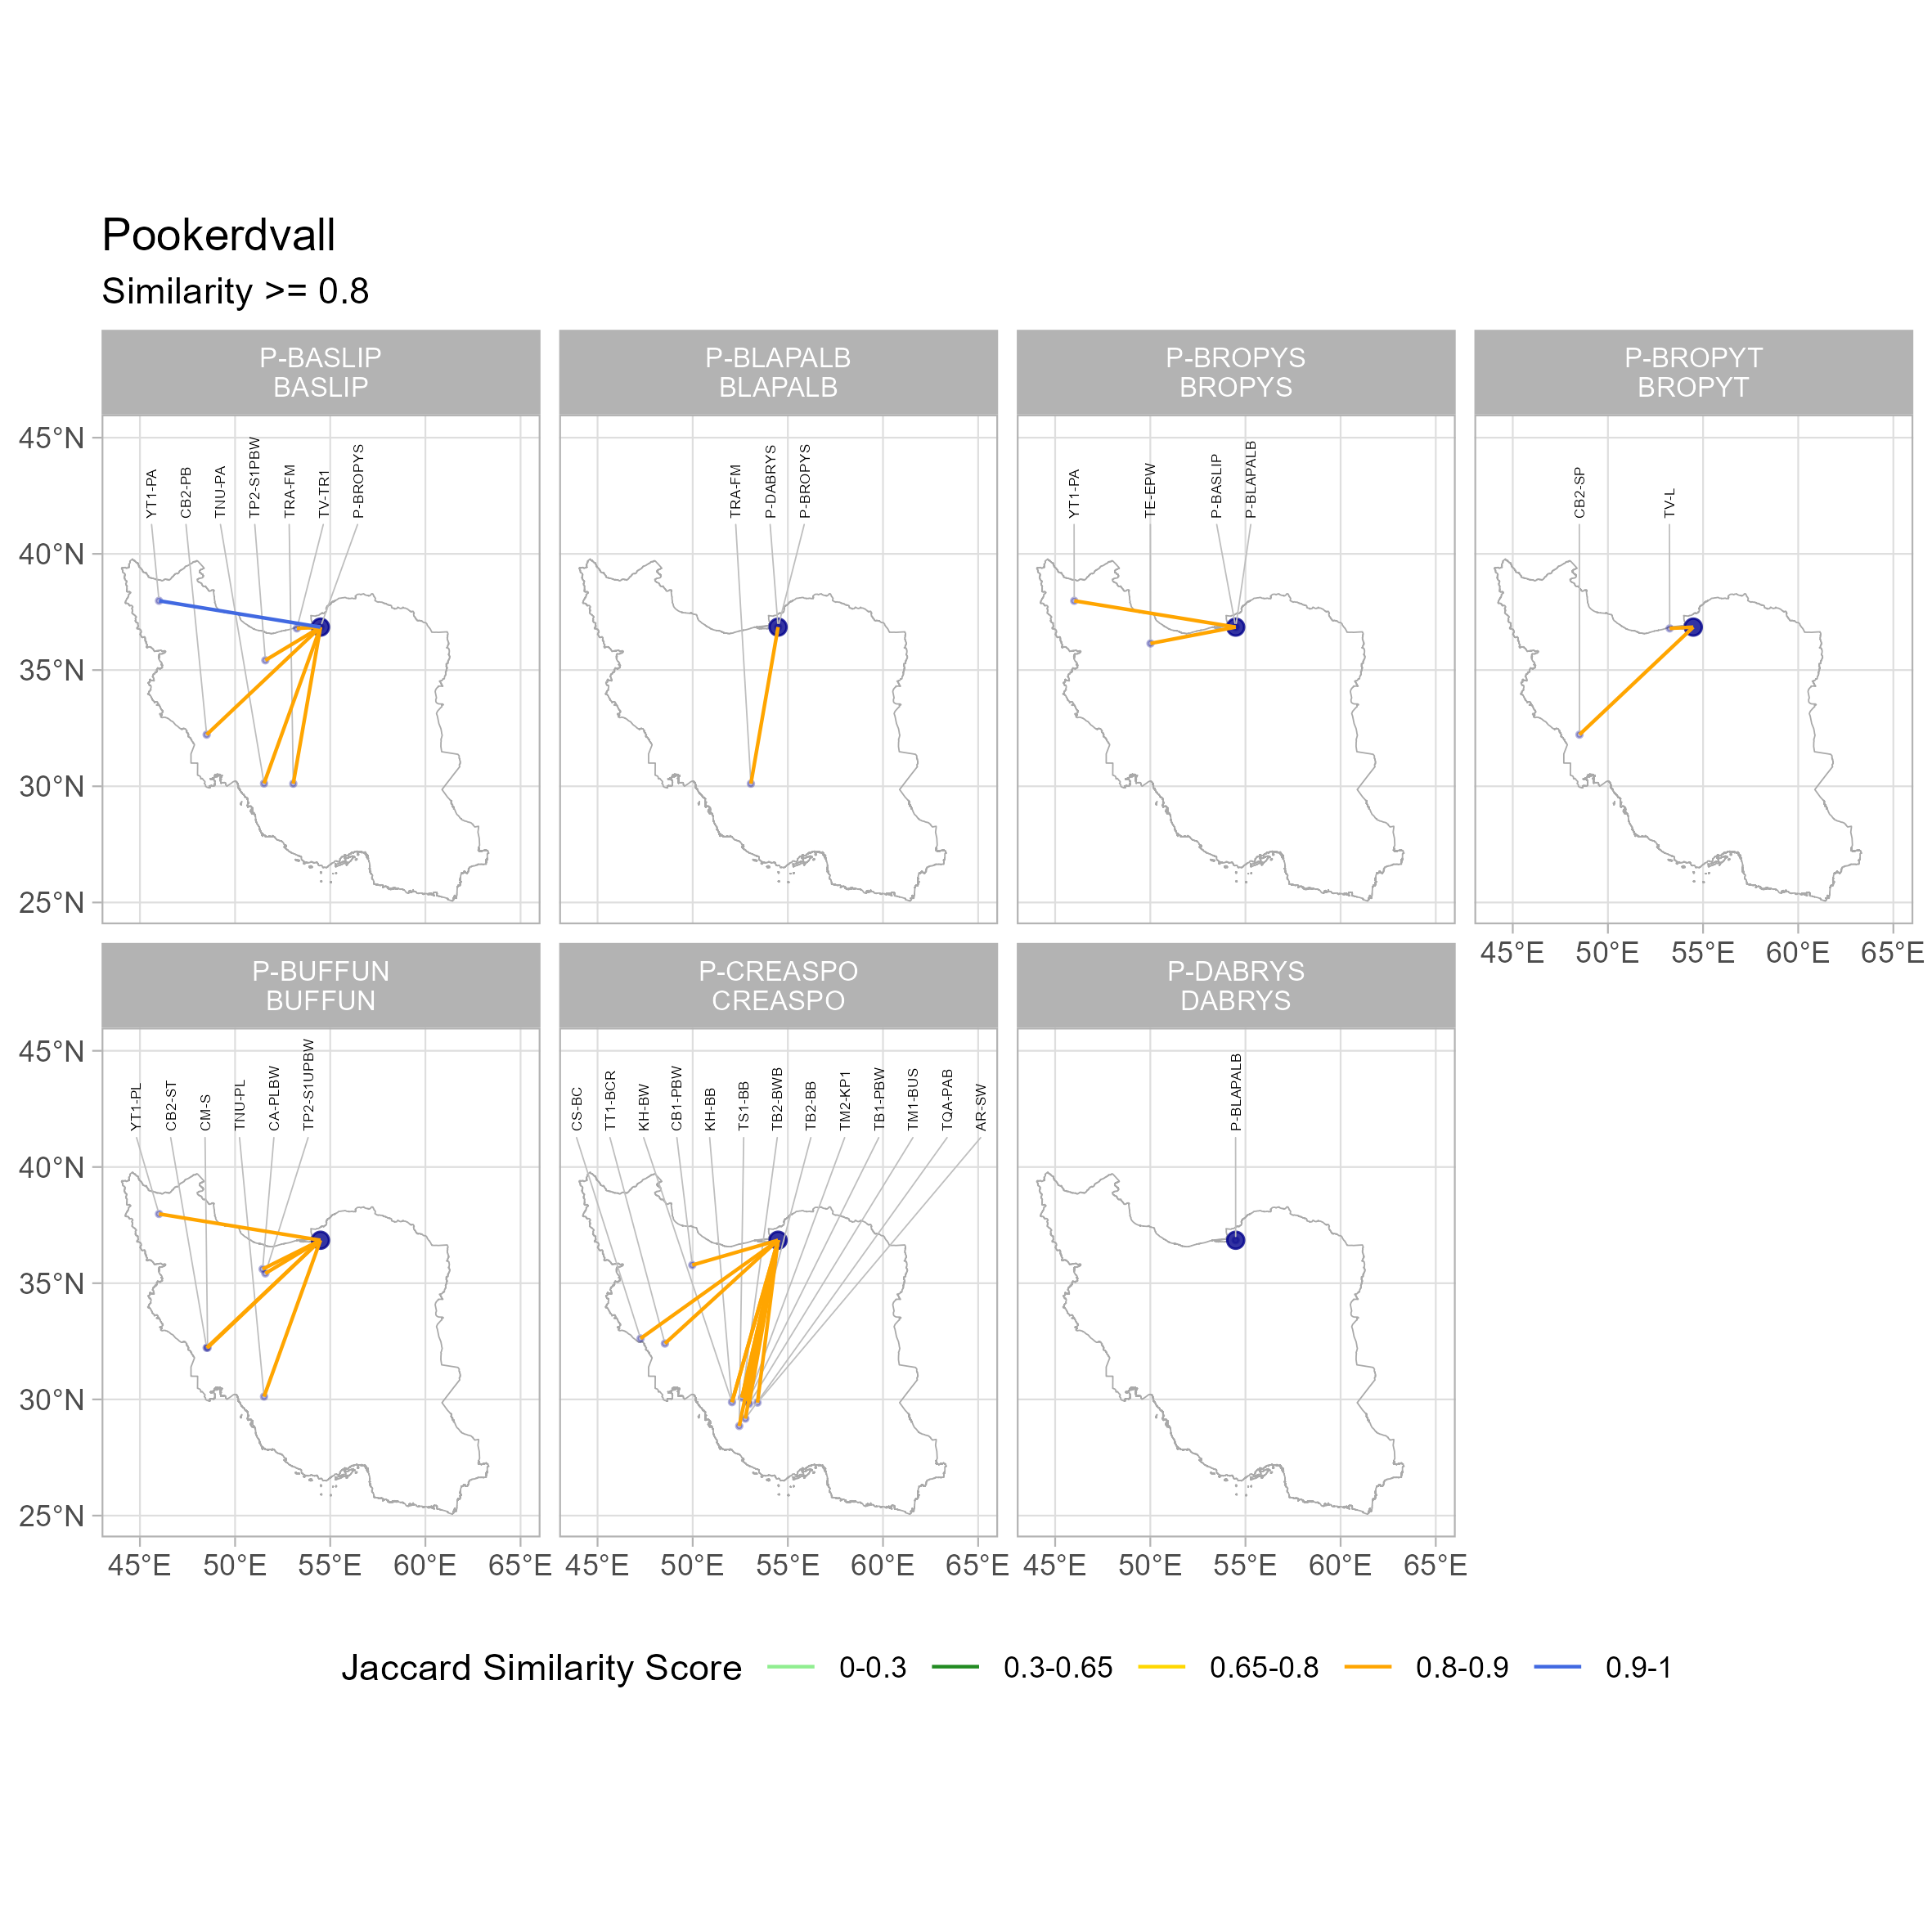 Pookerdvall
Similarity >= 0.8
P-BASLIP
BASLIP
P-BLAPALB
BLAPALB
P-BROPYS
BROPYS
P-BROPYT
BROPYT
45°N
40°N
35°N
30°N
25°N
YT1-PA
CB2-PB
TNU-PA
TP2-S1PBW
TRA-FM
TV-TR1
P-BROPYS
TRA-FM
P-DABRYS
P-BROPYS
YT1-PA
TE-EPW
P-BASLIP
P-BLAPALB
CB2-SP
TV-L
45°E 50°E 55°E 60°E 65°E
P-BUFFUN
BUFFUN
P-CREASPO
CREASPO
P-DABRYS
DABRYS
45°N
40°N
35°N
30°N
25°N
YT1-PL
CB2-ST
CM-S
TNU-PL
CA-PLBW
TP2-S1UPBW
CS-BC
TT1-BCR
KH-BW
CB1-PBW
KH-BB
TS1-BB
TB2-BWB
TB2-BB
TM2-KP1
TB1-PBW
TM1-BUS
TQA-PAB
AR-SW
P-BLAPALB
45°E 50°E 55°E 60°E 65°E 45°E 50°E 55°E 60°E 65°E 45°E 50°E 55°E 60°E 65°E
Jaccard Similarity Score 0-0.3 0.3-0.65 0.65-0.8 0.8-0.9 0.9-1